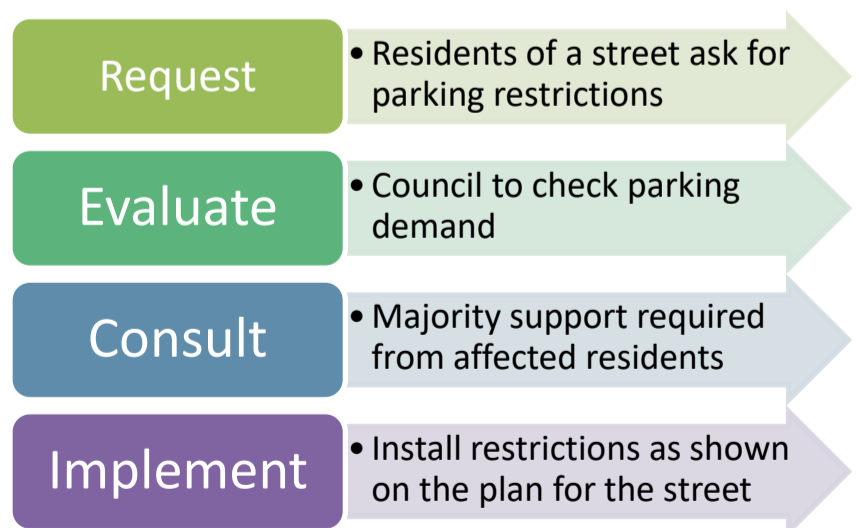 Request
• Residents of a street ask for
parking restrictions
Evaluate
• Council to check parking
demand
Consult
• Majority support required
from affected residents
Implement
• Install restrictions as shown
on the plan for the street